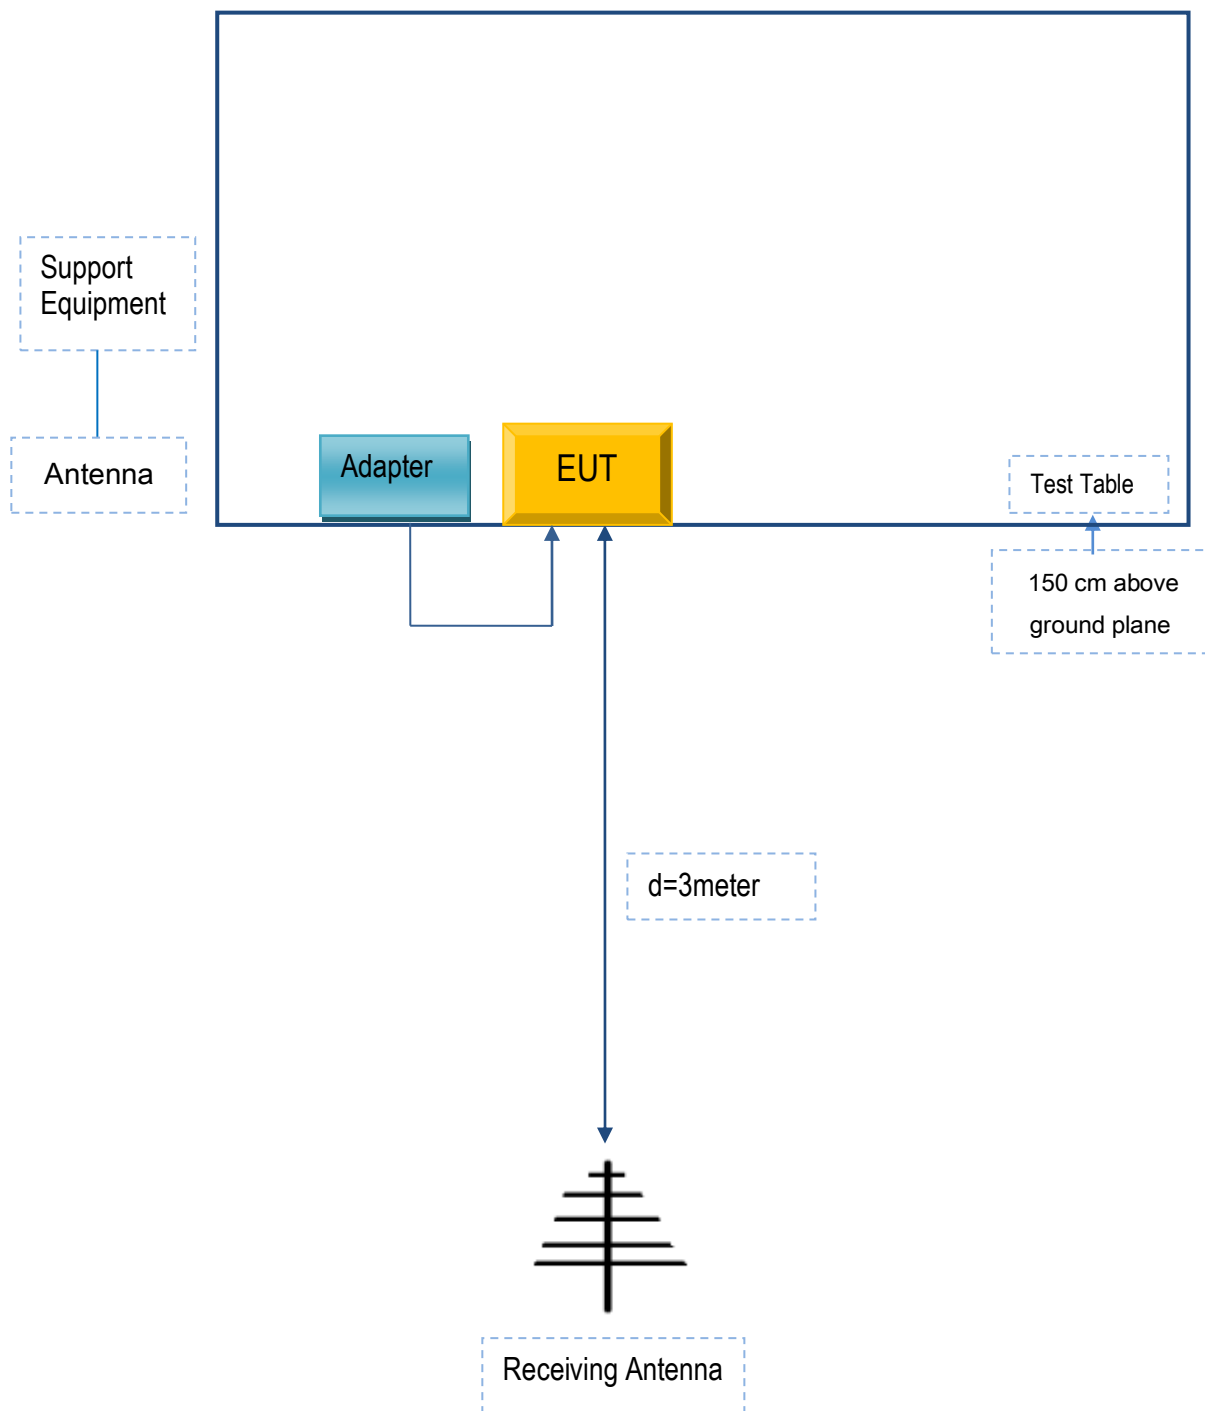 Support
Equipment
Antenna
Adapter
EUT
Test Table
150 cm above
ground plane
d=3meter
Receiving Antenna